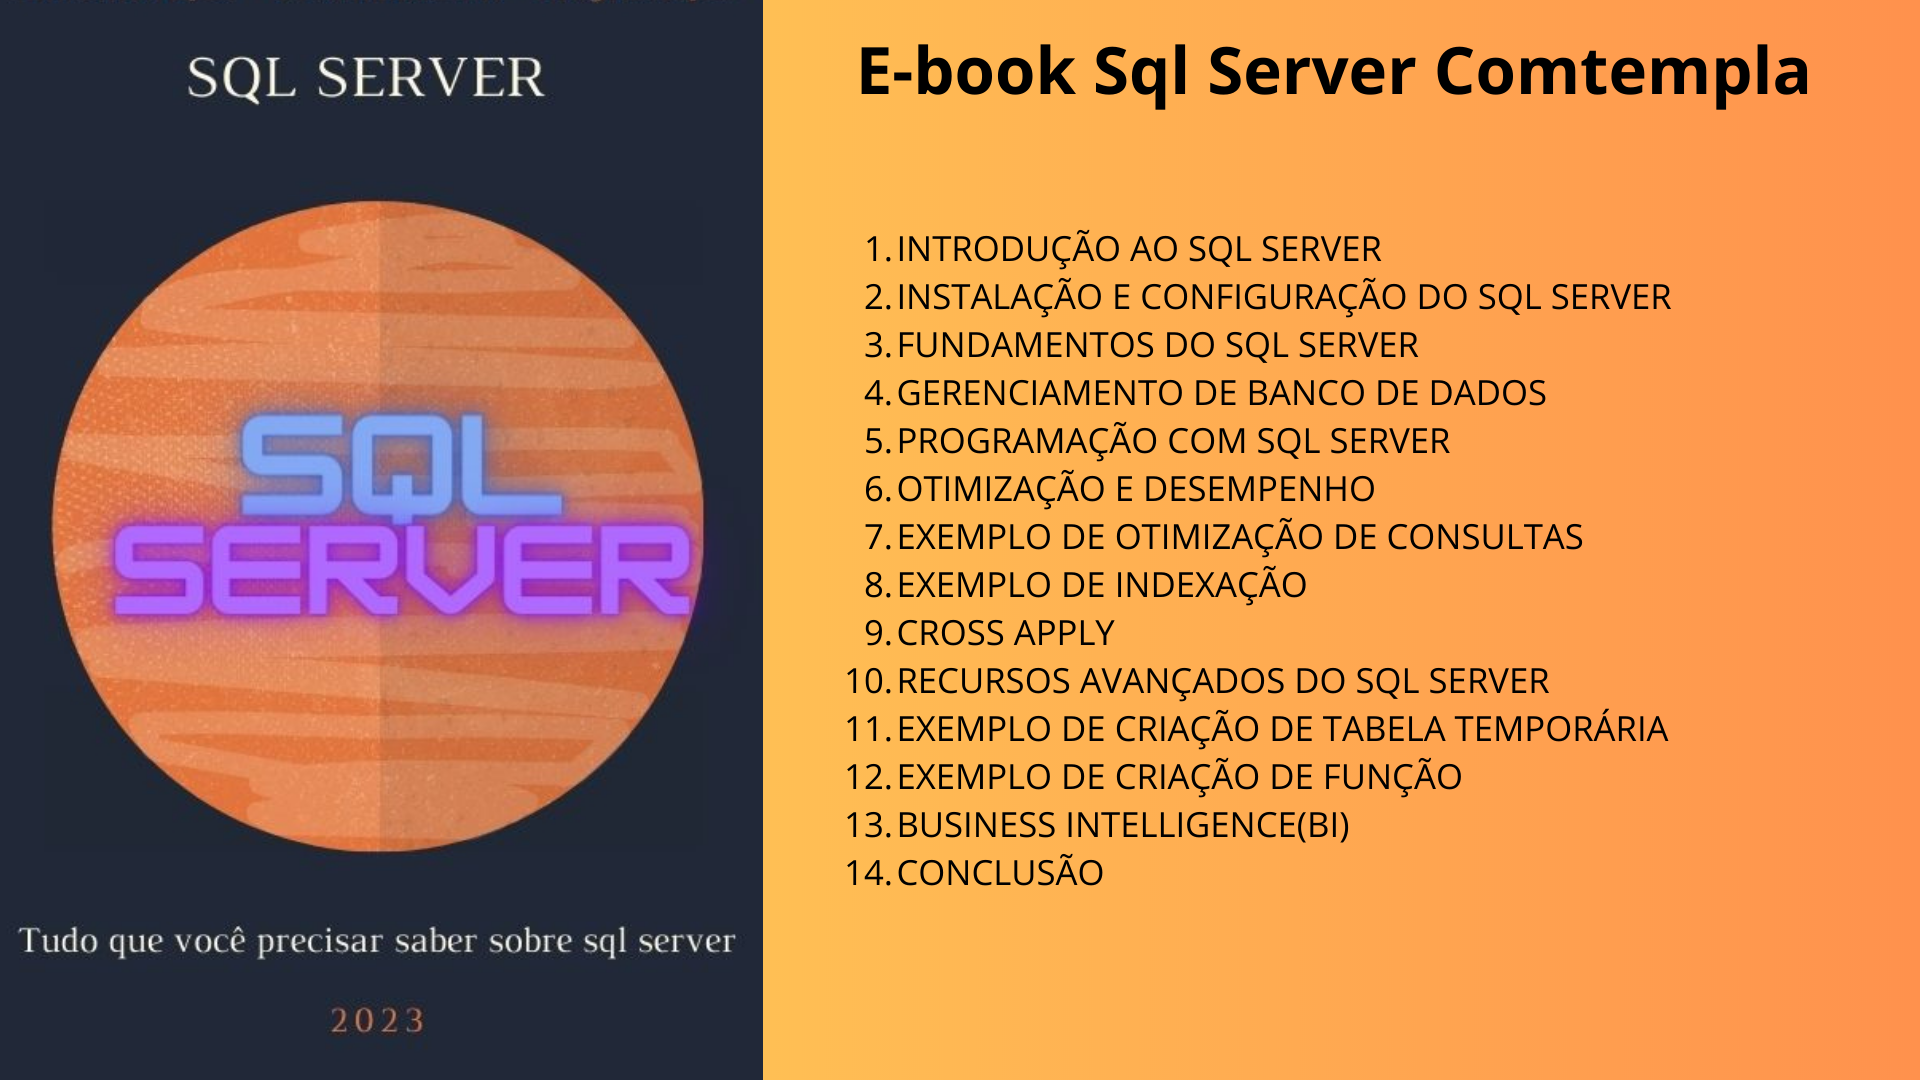 SQL SERVER
SQL
SERVER
Tudo que você precisar saber sobre sql server
2023
E-book Sql Server Comtempla
1. INTRODUÇÃO AO SQL SERVER
2. INSTALAÇÃO E CONFIGURAÇÃO DO SQL SERVER
3. FUNDAMENTOS DO SQL SERVER
4. GERENCIAMENTO DE BANCO DE DADOS
5. PROGRAMAÇÃO COM SQL SERVER
6. OTIMIZAÇÃO E DESEMPENHO
7. EXEMPLO DE OTIMIZAÇÃO DE CONSULTAS
8. EXEMPLO DE INDEXAÇÃO
9. CROSS APPLY
10. RECURSOS AVANÇADOS DO SQL SERVER
11. EXEMPLO DE CRIAÇÃO DE TABELA TEMPORÁRIA
12. EXEMPLO DE CRIAÇÃO DE FUNÇÃO
13. BUSINESS INTELLIGENCE(BI)
14. CONCLUSÃO